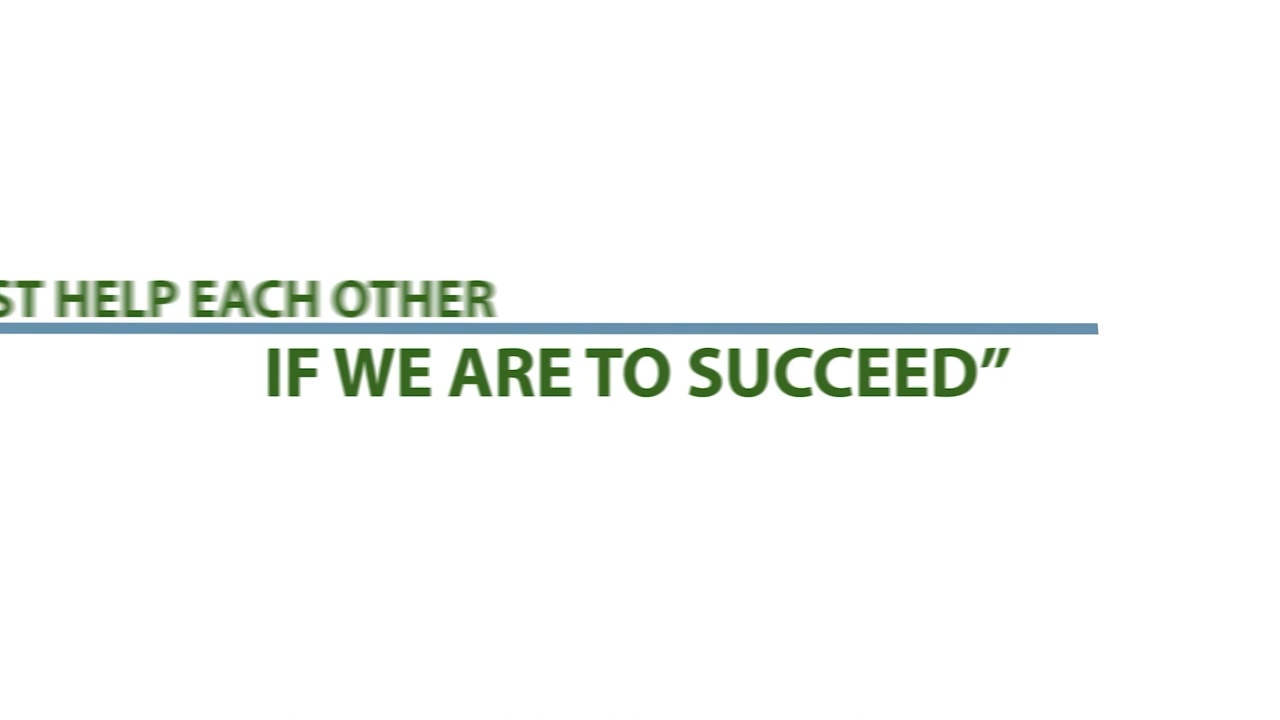 ST HELP EACH OTHER
IF WE ARE TO SUCCEED”